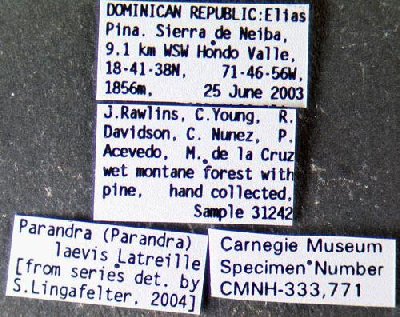 DOMINICAN REPUBLIC:Elias
Pina. Sierra de Neiba,
9.1 km WSW Hondo Valle,
18-41-38N, 71-46-56W,
1856m, 25 June 2003
J.Rawlins, C.Young, R.
Davidson, C. Nunez, P.
Acevedo, M. de la Cruz
wet montane forest with
pine, hand collected,
Sample 31242
Parandra (Parandra)
laevis Latreille
[from series det. by
S.Lingafelter, 2004]
Carnegie Museum
Specimen Number
CMNH-333,771